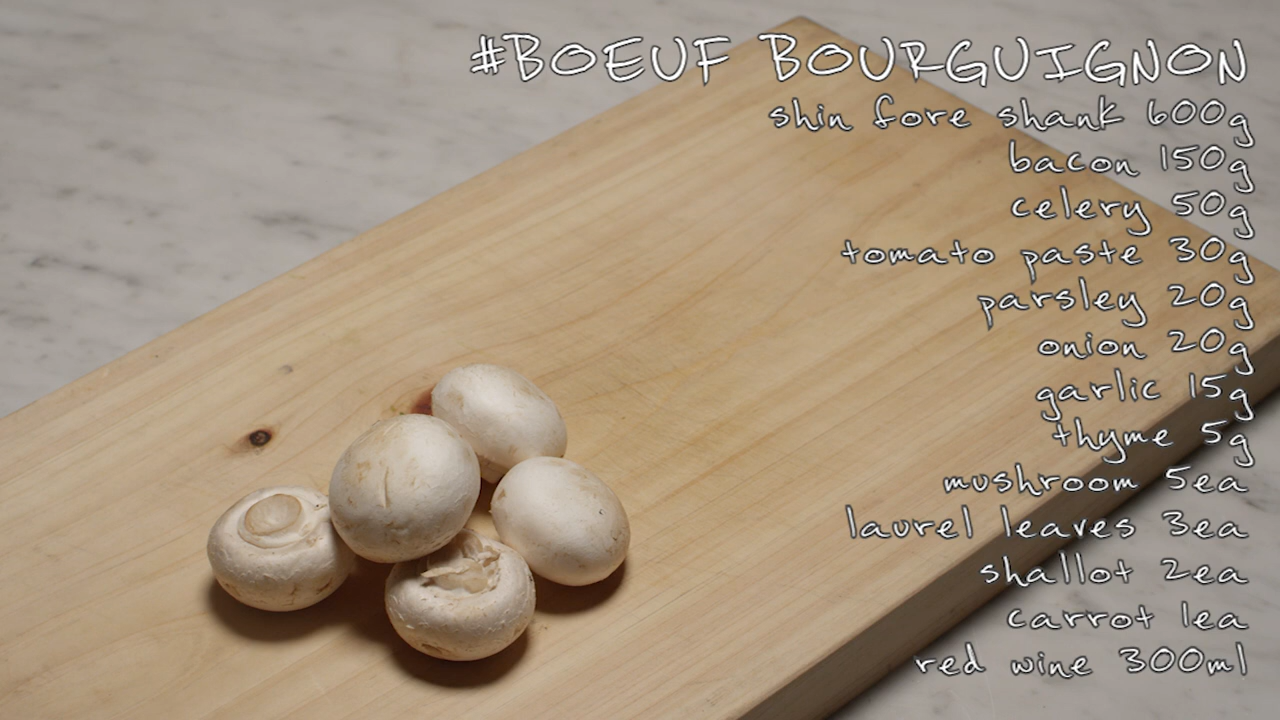 #BOEUF BOURGUIGNON
shin fore shank 600g
bacon 150g
celery 50g
tomato paste 30g
parsley 20g
onion 20g
garlic 15g
thyme 5g
mushroom 5ea
laurel leaves 3ea
shallot 2ea
carrot 1ea
red wine 300ml